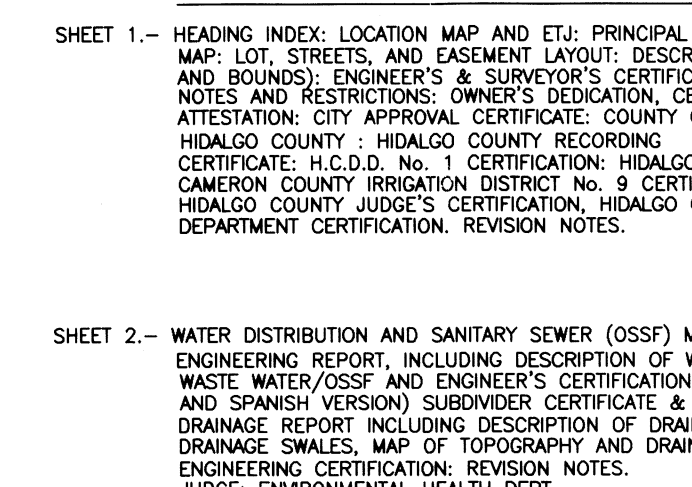 SHEET 1.– HEADING INDEX: LOCATION MAP AND ETJ: PRINCIPAL
MAP: LOT, STREETS, AND EASEMENT LAYOUT: DESCR
AND BOUNDS): ENGINEER'S & SURVEYOR'S CERTIFIC
NOTES AND RESTRICTIONS: OWNER'S DEDICATION, CE
ATTESTATION: CITY APPROVAL CERTIFICATE: COUNTY
HIDALGO COUNTY : HIDALGO COUNTY RECORDING
CERTIFICATE: H.C.D.D. No. 1 CERTIFICATION: HIDALGO
CAMERON COUNTY IRRIGATION DISTRICT No. 9 CERTI
HIDALGO COUNTY JUDGE'S CERTIFICATION, HIDALGO
DEPARTMENT CERTIFICATION. REVISION NOTES.
SHEET 2.– WATER DISTRIBUTION AND SANITARY SEWER (OSSF) M
ENGINEERING REPORT, INCLUDING DESCRIPTION OF W
WASTE WATER/OSSF AND ENGINEER'S CERTIFICATION
AND SPANISH VERSION) SUBDIVIDER CERTIFICATE &
DRAINAGE REPORT INCLUDING DESCRIPTION OF DRAI
DRAINAGE SWALES, MAP OF TOPOGRAPHY AND DRAIN
ENGINEERING CERTIFICATION: REVISION NOTES.
JUDGE: ENVIRONMENTAL HEALTH DEPT